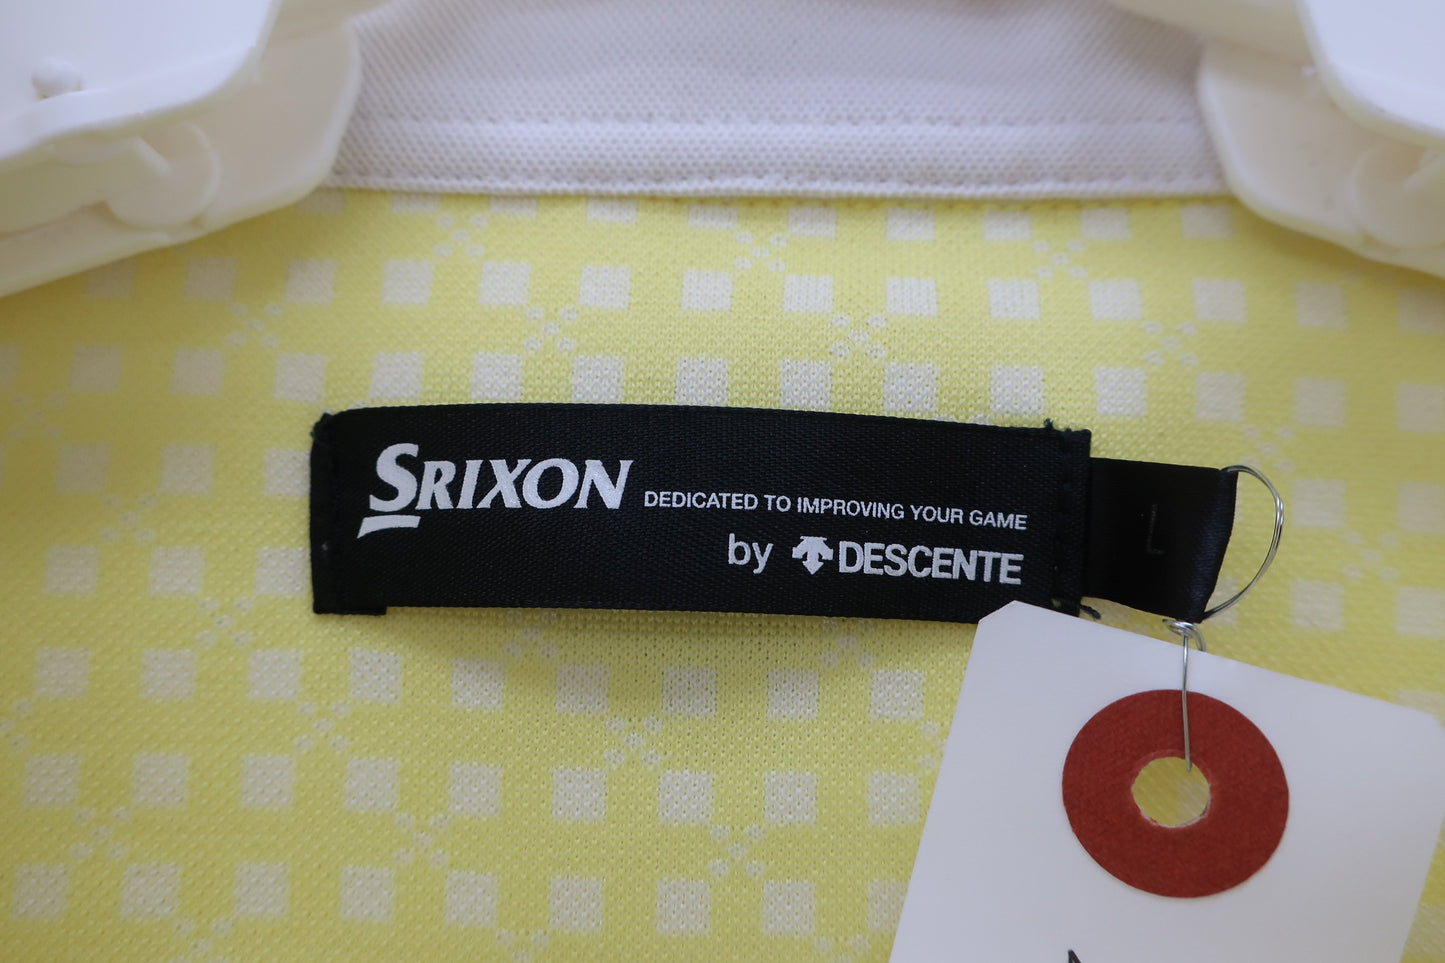 SRIXON DEDICATED TO IMPROVING YOUR GAME
by DESCENTE
L